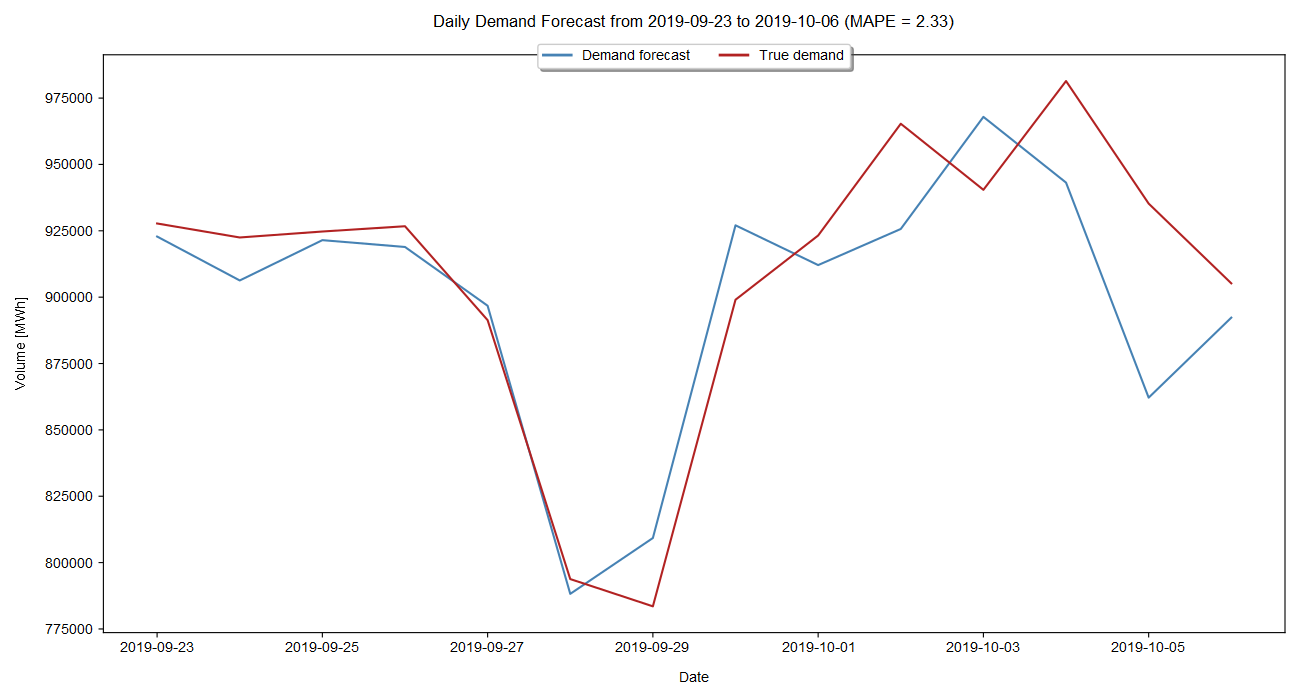 Daily Demand Forecast from 2019-09-23 to 2019-10-06 (MAPE = 2.33)
Demand forecast True demand
975000
950000
925000
900000
875000
850000
825000
800000
775000
Volume [MWh]
2019-09-23 2019-09-25 2019-09-27 2019-09-29 2019-10-01 2019-10-03 2019-10-05
Date